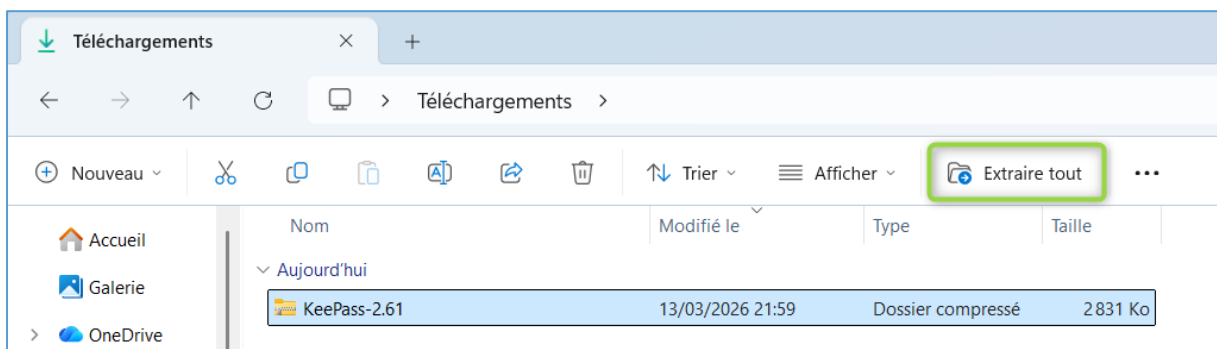 Téléchargements
Téléchargements
Nouveau Trier Afficher Extraire tout
Nom Modifié le Type Taille
Accueil
Aujourd'hui
Galerie
KeePass-2.61 13/03/2026 21:59 Dossier compressé 2 831 Ko
OneDrive